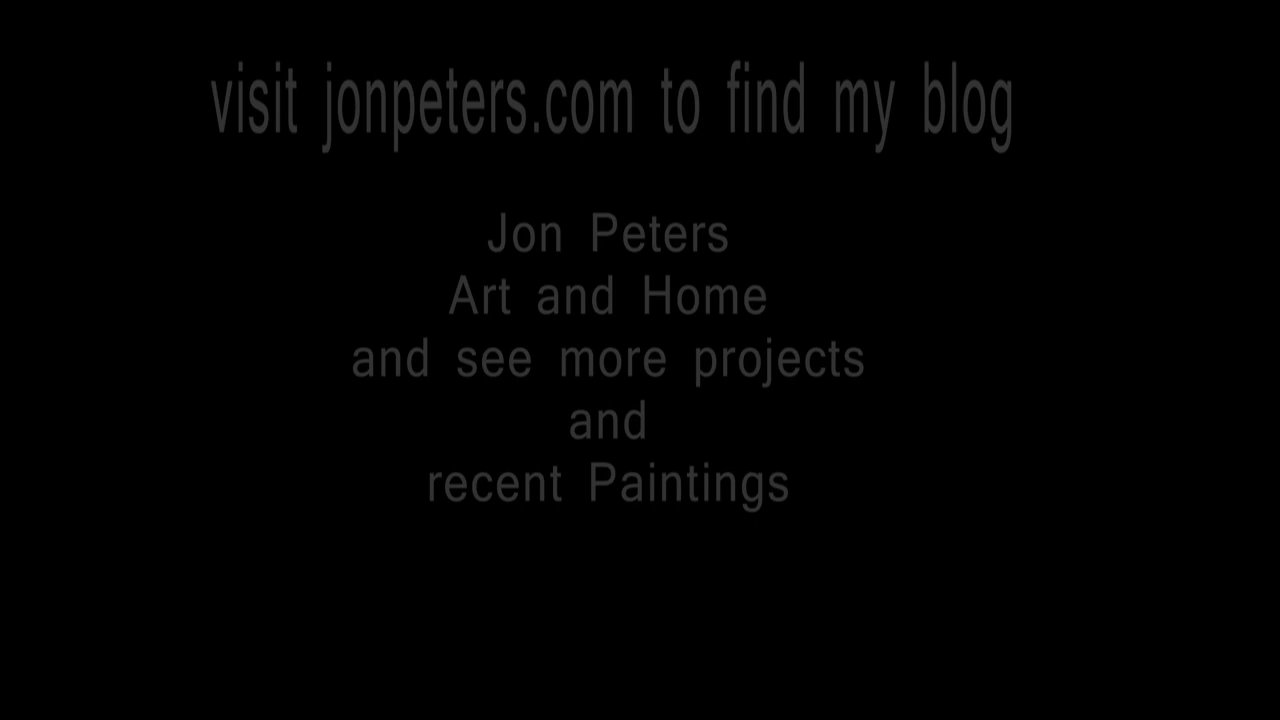 visit jonpeters.com to find my blog
Jon Peters
Art and Home
and see more projects
and
recent Paintings